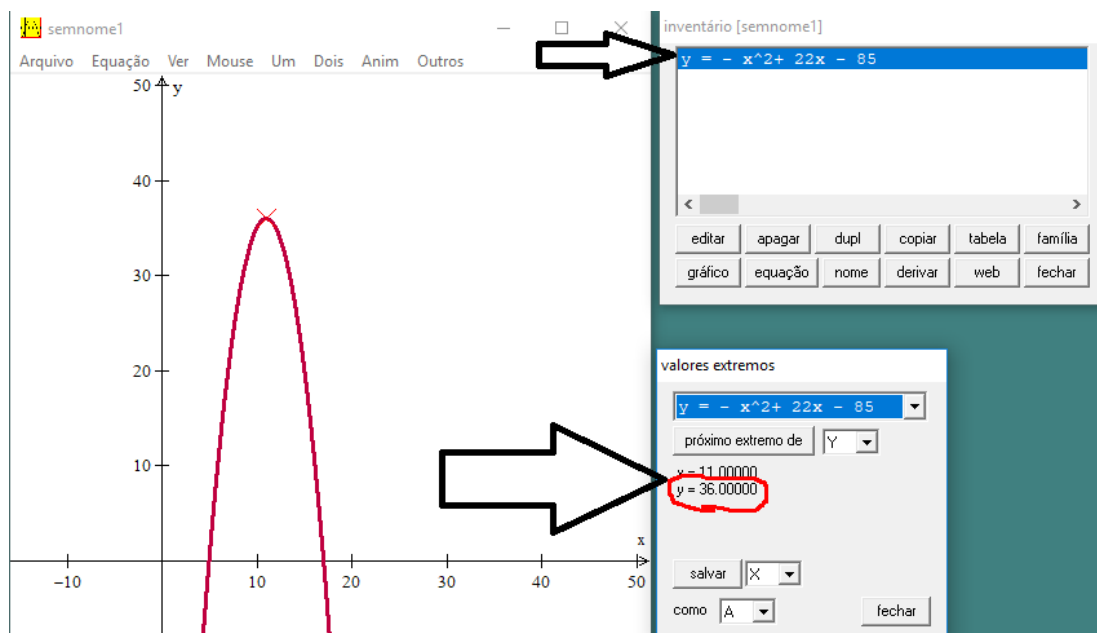 semnome1
Arquivo Equação Ver Mouse Um Dois Anim Outros
50
y
40
30
20
10
x
−10
10
20
30
40
50
inventário [semnome1]
y = - x^2+ 22x - 85
editar apagar dupl copiar tabela família
gráfico equação nome derivar web fechar
valores extremos
y = - x^2+ 22x - 85
próximo extremo de Y
x = 11.00000
y = 36.00000
salvar X
como A fechar